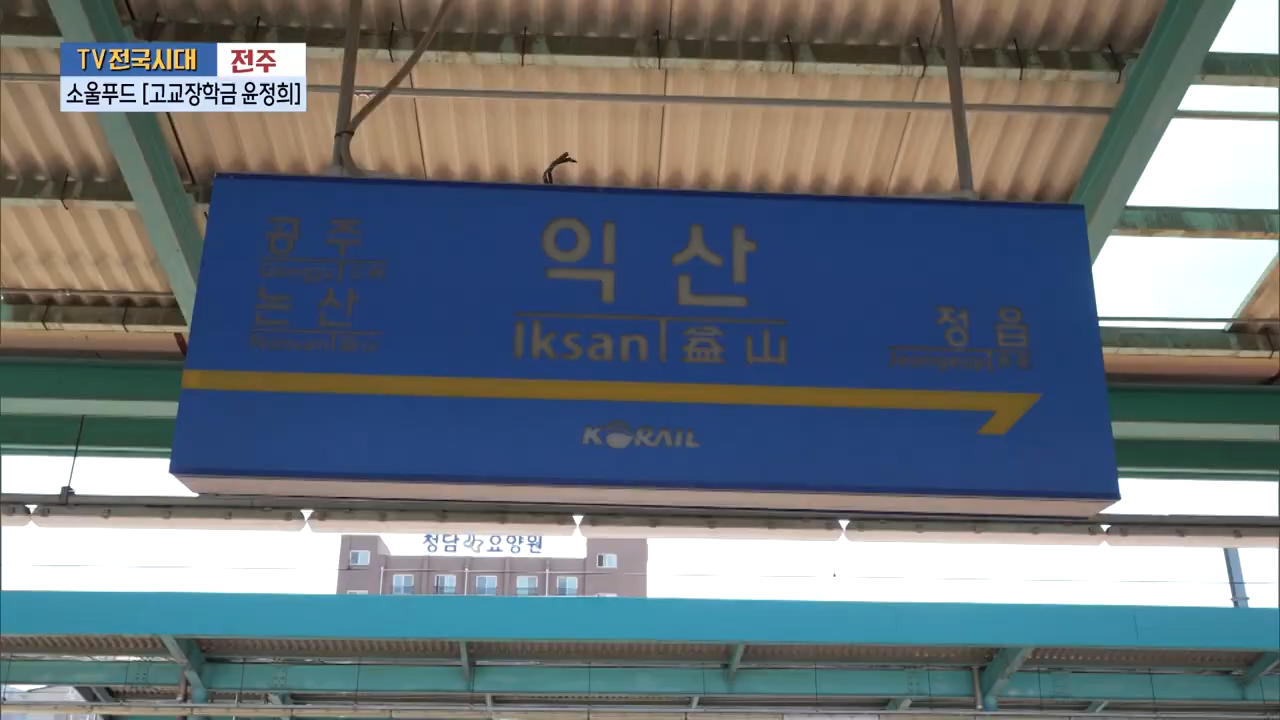 TV전국시대 전주
소울푸드 [고교장학금 윤정희]
공주
논산
익산
Iksan 益山
정읍
KORAIL
청담 요양원